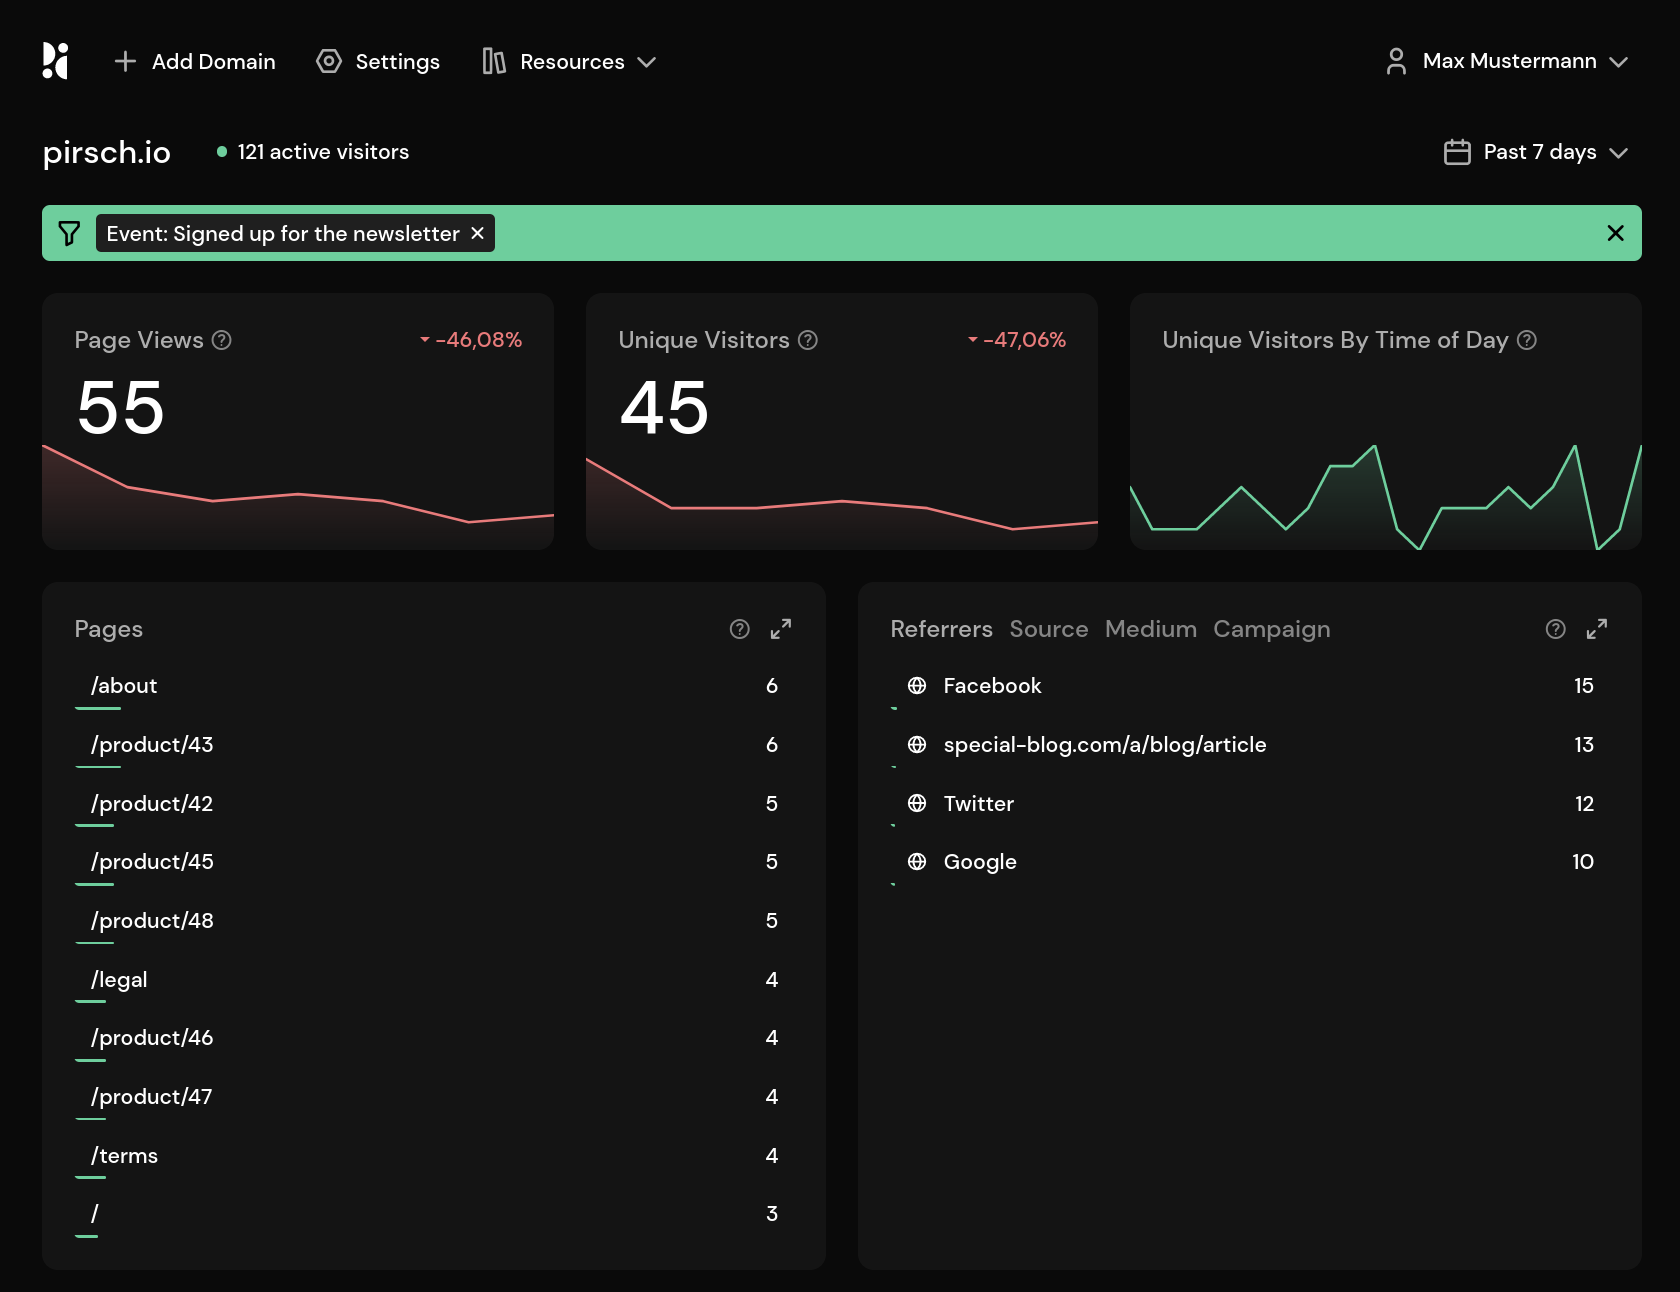 Add Domain Settings Resources Max Mustermann
pirsch.io 121 active visitors Past 7 days
Event: Signed up for the newsletter
Page Views -46,08%
55
Unique Visitors -47,06%
45
Unique Visitors By Time of Day
Pages
/about 6
/product/43 6
/product/42 5
/product/45 5
/product/48 5
/legal 4
/product/46 4
/product/47 4
/terms 4
/ 3
Referrers Source Medium Campaign
Facebook 15
special-blog.com/a/blog/article 13
Twitter 12
Google 10